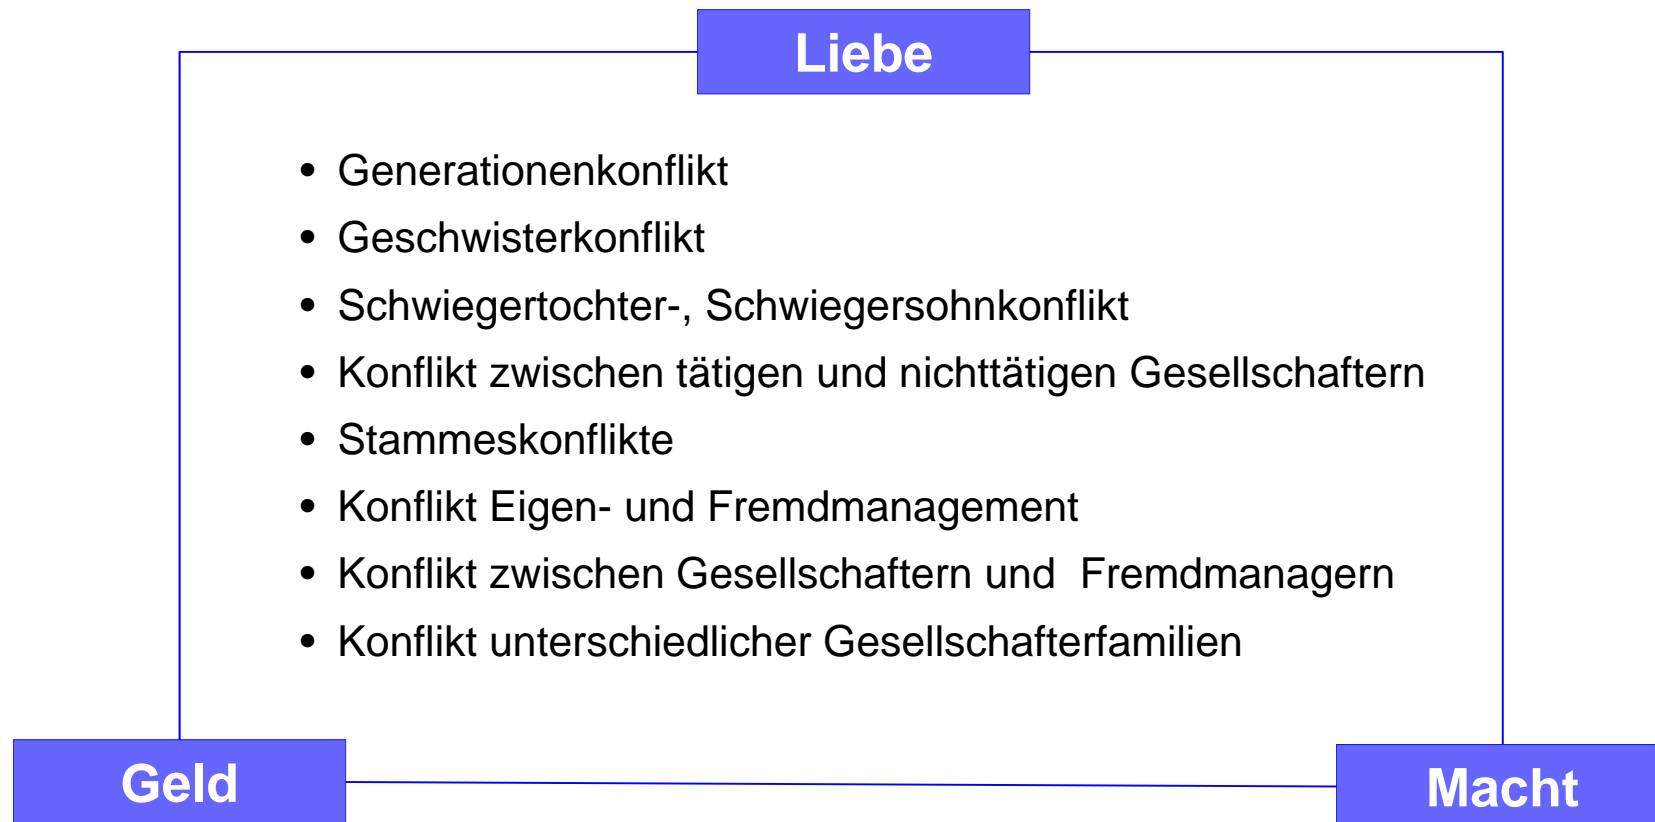 Liebe
• Generationenkonflikt
• Geschwisterkonflikt
• Schwiegertochter-, Schwiegersohnkonflikt
• Konflikt zwischen tätigen und nichttätigen Gesellschaftern
• Stammeskonflikte
• Konflikt Eigen- und Fremdmanagement
• Konflikt zwischen Gesellschaftern und  Fremdmanagern
• Konflikt unterschiedlicher Gesellschafterfamilien
Geld
Macht